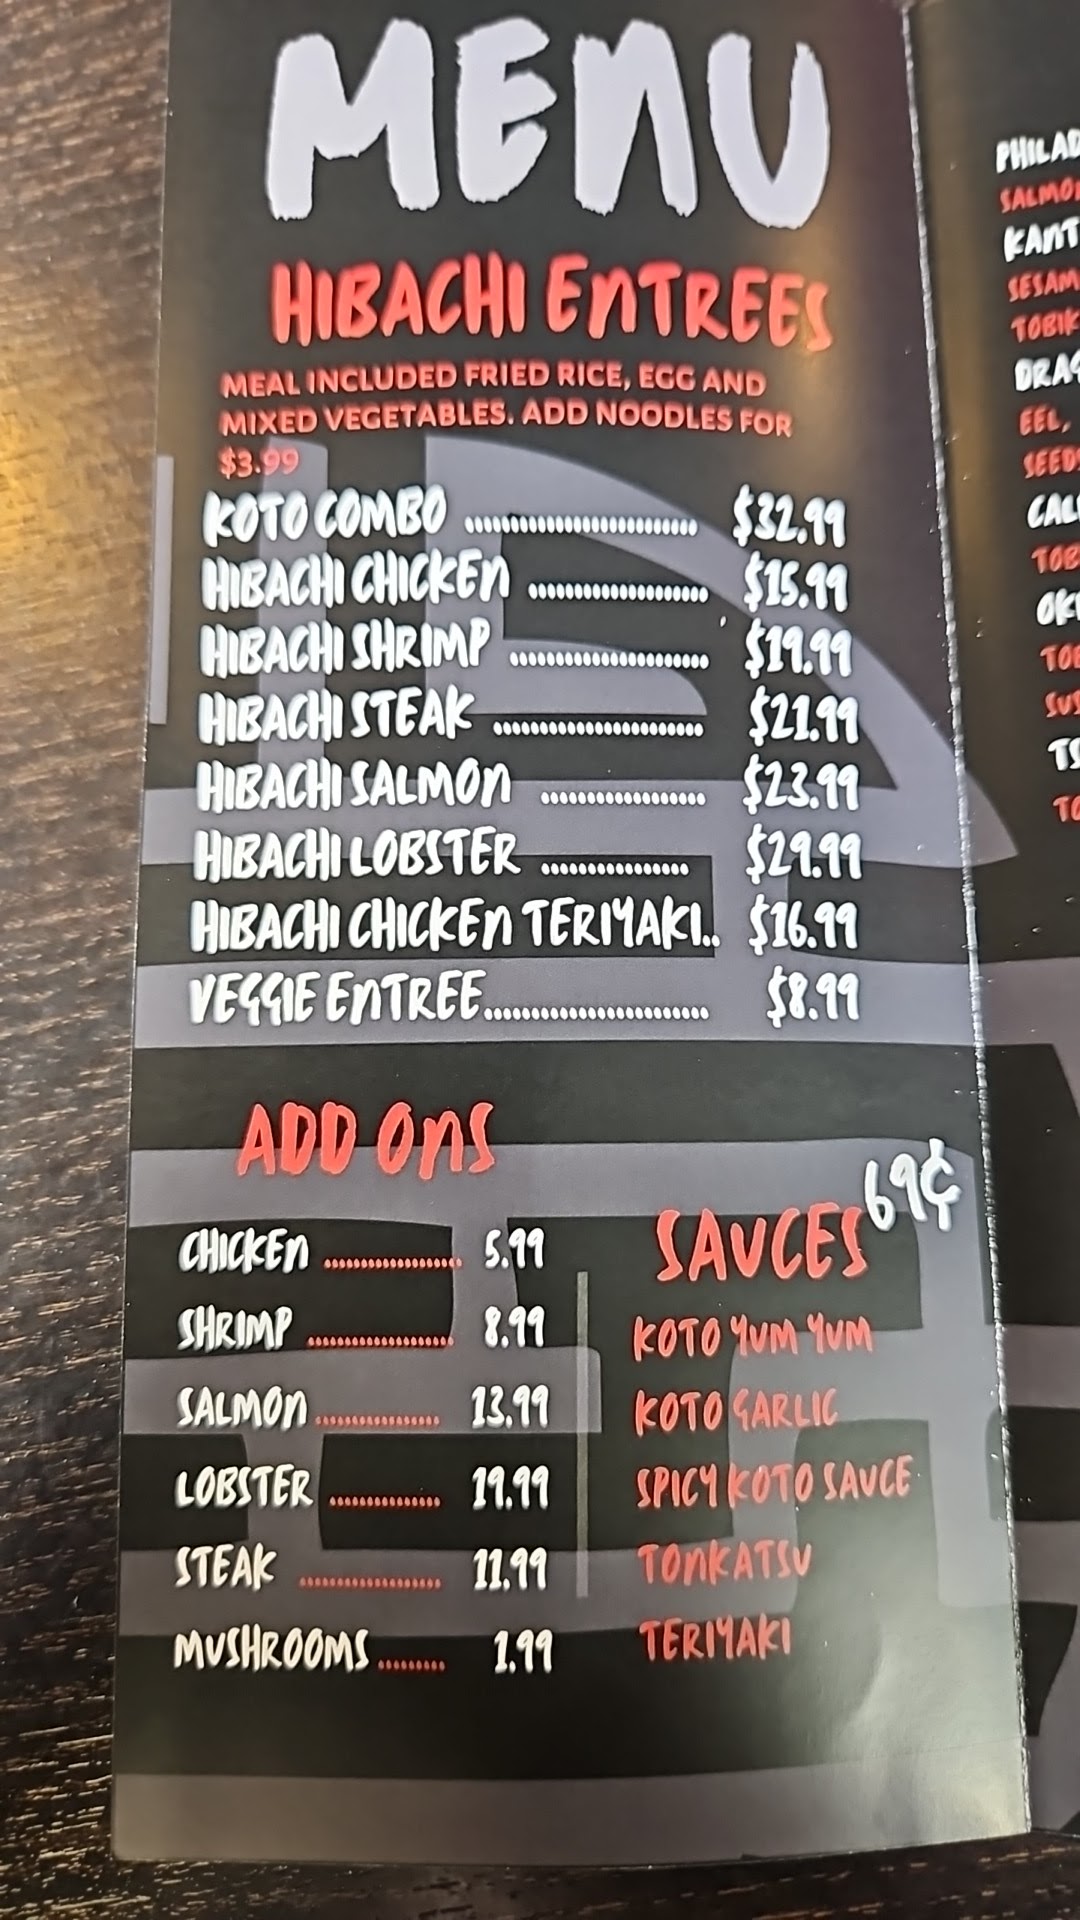 MENU
HIBACHI ENTREES
MEAL INCLUDED FRIED RICE, EGG AND
MIXED VEGETABLES. ADD NOODLES FOR
$3.99
KOTO COMBO ........................ $32.99
HIBACHI CHICKEN ................... $15.99
HIBACHI SHRIMP ..................... $19.99
HIBACHI STEAK ...................... $21.99
HIBACHI SALMON ................. $23.99
HIBACHI LOBSTER ............... $29.99
HIBACHI CHICKEN TERIYAKI.. $16.99
VEGGIE ENTREE....................... $8.99
ADD ONS
CHICKEN ................ 5.99
SHRIMP ................. 8.99
SALMON .............. 13.99
LOBSTER ............. 19.99
STEAK ................ 11.99
MUSHROOMS ......... 1.99
SAUCES 69¢
KOTO YUM YUM
KOTO GARLIC
SPICY KOTO SAUCE
TONKATSU
TERIYAKI
EEL,